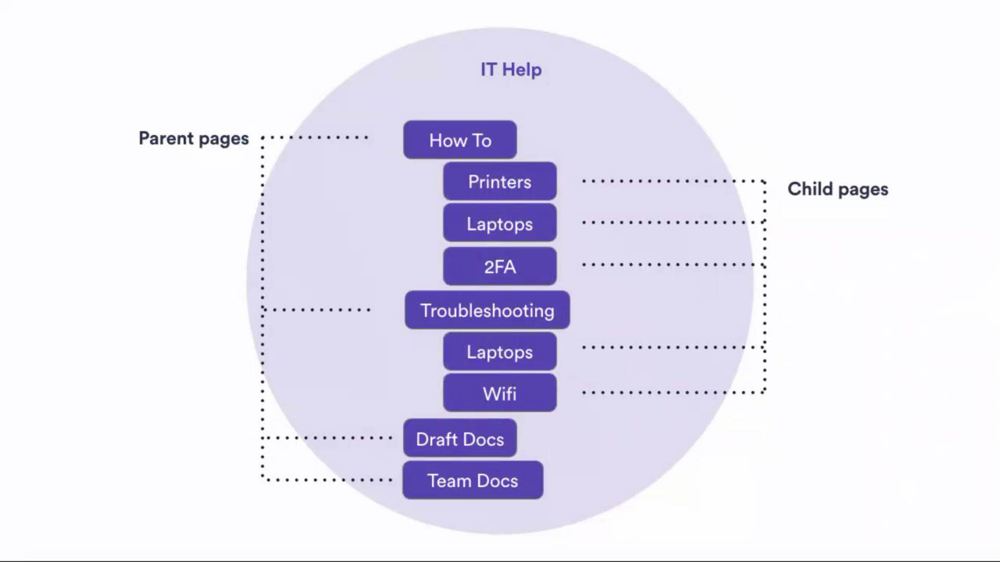 IT Help
Parent pages
How To
Printers
Child pages
Laptops
2FA
Troubleshooting
Laptops
Wifi
Draft Docs
Team Docs